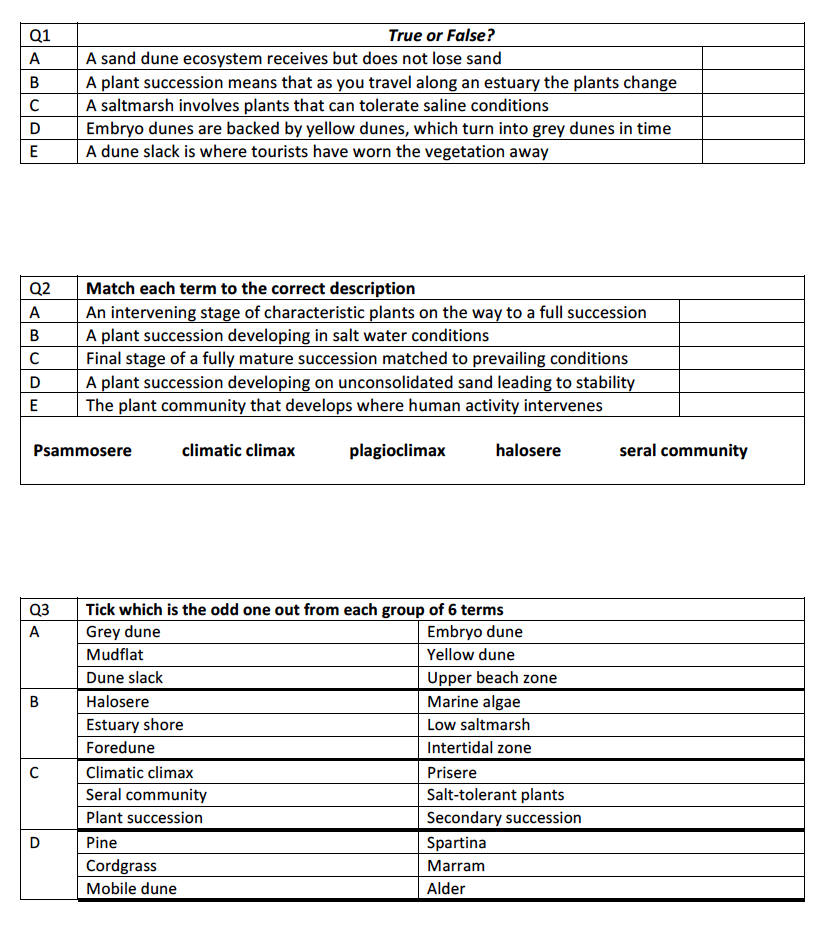 Q1 True or False?
A A sand dune ecosystem receives but does not lose sand
B A plant succession means that as you travel along an estuary the plants change
C A saltmarsh involves plants that can tolerate saline conditions
D Embryo dunes are backed by yellow dunes, which turn into grey dunes in time
E A dune slack is where tourists have worn the vegetation away
Q2 Match each term to the correct description
A An intervening stage of characteristic plants on the way to a full succession
B A plant succession developing in salt water conditions
C Final stage of a fully mature succession matched to prevailing conditions
D A plant succession developing on unconsolidated sand leading to stability
E The plant community that develops where human activity intervenes
Psammosere climatic climax plagioclimax halosere seral community
Q3 Tick which is the odd one out from each group of 6 terms
A Grey dune Embryo dune
Mudflat Yellow dune
Dune slack Upper beach zone
B Halosere Marine algae
Estuary shore Low saltmarsh
Foredune Intertidal zone
C Climatic climax Prisere
Seral community Salt-tolerant plants
Plant succession Secondary succession
D Pine Spartina
Cordgrass Marram
Mobile dune Alder